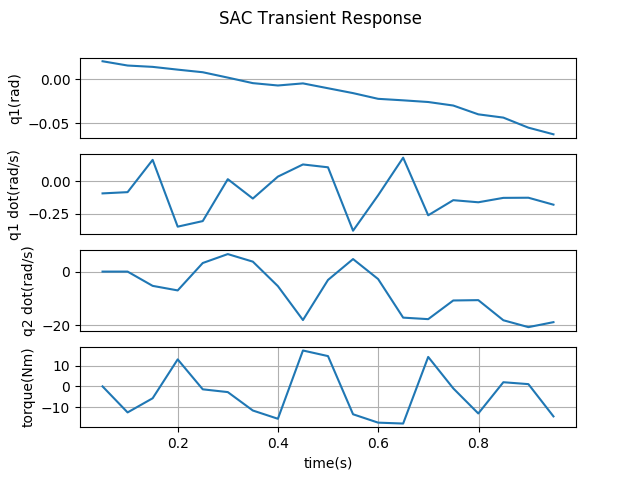 SAC Transient Response
q1(rad)
0.00
−0.05
q1 dot(rad/s)
0.00
−0.25
q2 dot(rad/s)
0
−20
torque(Nm)
10
0
−10
0.2 0.4 0.6 0.8
time(s)